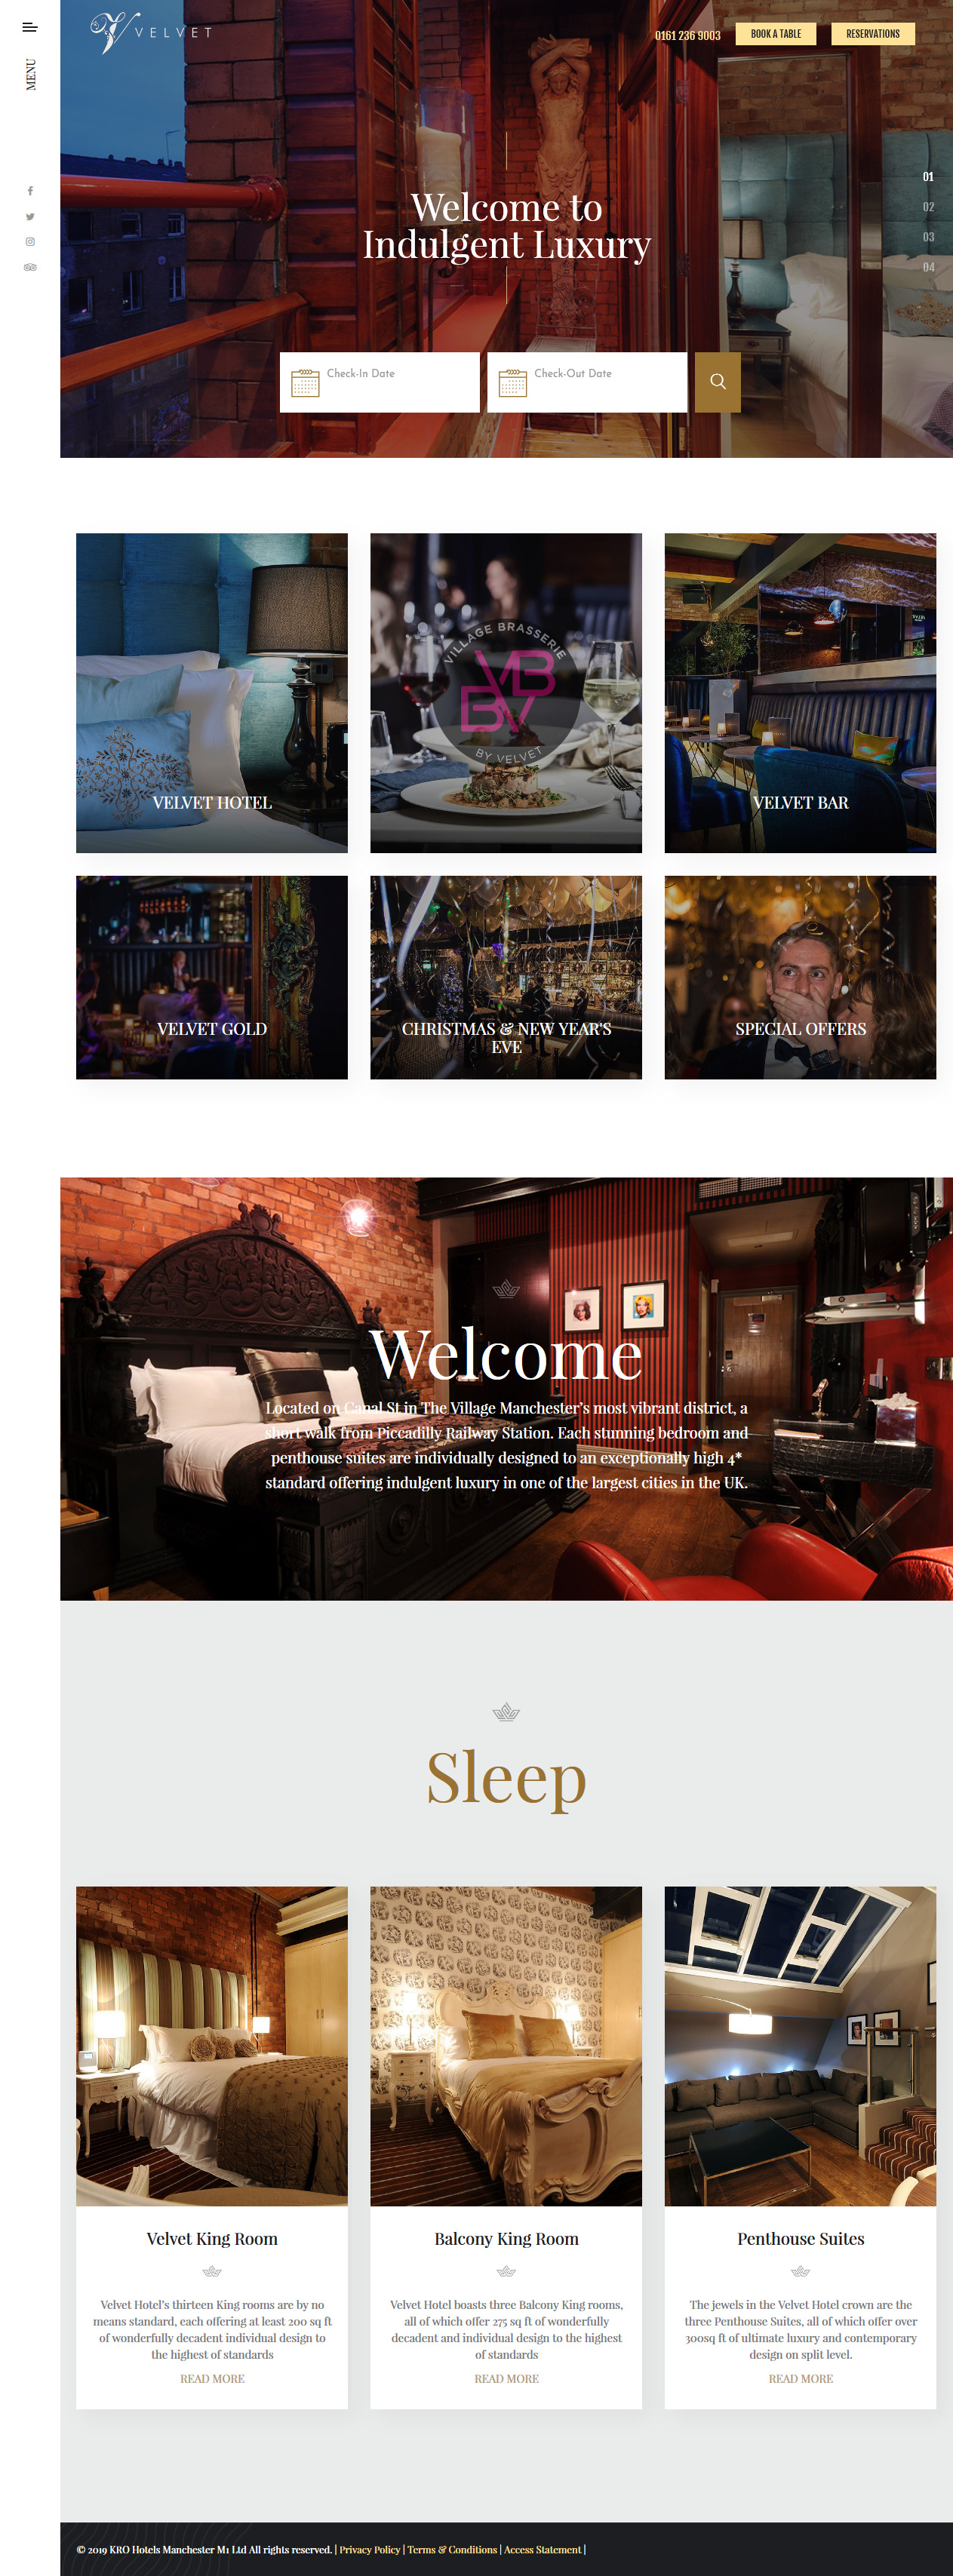 MENU
VELVET
0161 236 9003
BOOK A TABLE
RESERVATIONS
Welcome to
Indulgent Luxury
01
02
03
04
Check-In Date
Check-Out Date
VELVET HOTEL
VILLAGE BRASSERIE
VB
BV
BY VELVET
VELVET BAR
VELVET GOLD
CHRISTMAS & NEW YEAR'S
EVE
SPECIAL OFFERS
Welcome
Located on Canal St in The Village Manchester's most vibrant district, a
short walk from Piccadilly Railway Station. Each stunning bedroom and
penthouse suites are individually designed to an exceptionally high 4*
standard offering indulgent luxury in one of the largest cities in the UK.
Sleep
Velvet King Room
Velvet Hotel's thirteen King rooms are by no
means standard, each offering at least 200 sq ft
of wonderfully decadent individual design to
the highest of standards
READ MORE
Balcony King Room
Velvet Hotel boasts three Balcony King rooms,
all of which offer 275 sq ft of wonderfully
decadent and individual design to the highest
of standards
READ MORE
Penthouse Suites
The jewels in the Velvet Hotel crown are the
three Penthouse Suites, all of which offer over
300sq ft of ultimate luxury and contemporary
design on split level.
READ MORE
© 2019 KRO Hotels Manchester M1 Ltd All rights reserved. | Privacy Policy | Terms & Conditions | Access Statement |